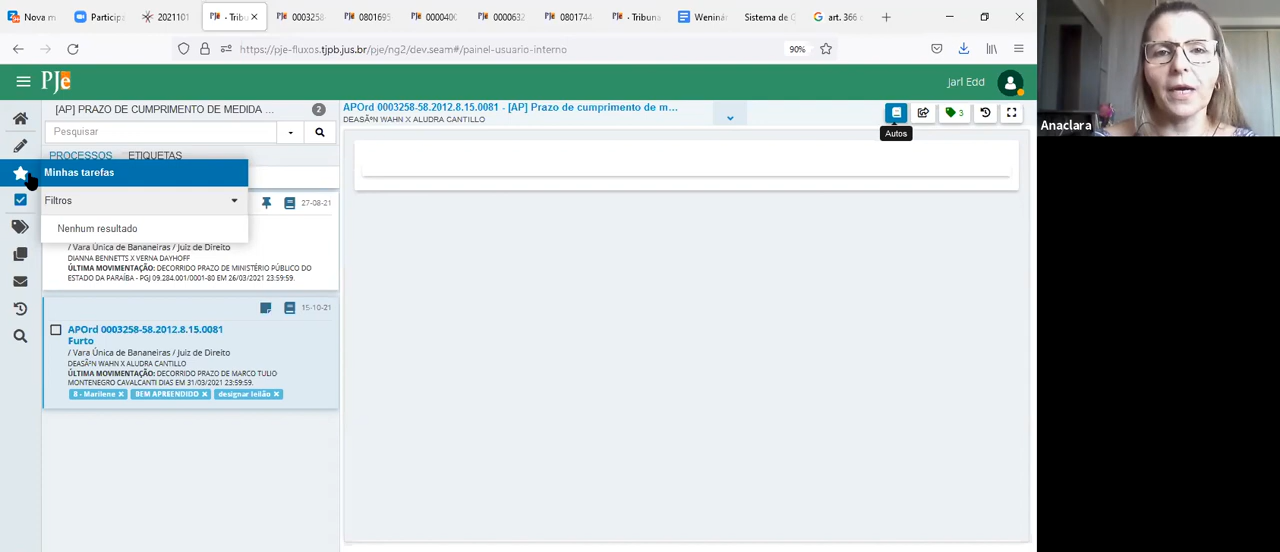 Nova m
Participa
2021101
- Tribu
0003258
0801695
000040(
0000632
0801744
- Tribuna
Weniná
Sistema de G
art. 366 d
https://pje-fluxos.tjpb.jus.br/pje/ng2/dev.seam#/painel-usuario-interno
90%
PJe
Jarl Edd
[AP] PRAZO DE CUMPRIMENTO DE MEDIDA ...
2
Pesquisar
PROCESSOS
ETIQUETAS
Minhas tarefas
Filtros
Nenhum resultado
27-08-21
/ Vara Única de Bananeiras / Juiz de Direito
DIANNA BENNETTS X VERNA DAYHOFF
ÚLTIMA MOVIMENTAÇÃO: DECORRIDO PRAZO DE MINISTÉRIO PÚBLICO DO
ESTADO DA PARAÍBA - PGJ 09.284.001/0001-80 EM 26/03/2021 23:59:59.
15-10-21
APOrd 0003258-58.2012.8.15.0081
Furto
/ Vara Única de Bananeiras / Juiz de Direito
DEASÃªN WAHN X ALUDRA CANTILLO
ÚLTIMA MOVIMENTAÇÃO: DECORRIDO PRAZO DE MARCO TULIO
MONTENEGRO CAVALCANTI DIAS EM 31/03/2021 23:59:59.
8 - Marilene ×
BEM APREENDIDO ×
designar leilão ×
APOrd 0003258-58.2012.8.15.0081 - [AP] Prazo de cumprimento de m...
DEASÃªN WAHN X ALUDRA CANTILLO
3
Autos
Anaclara